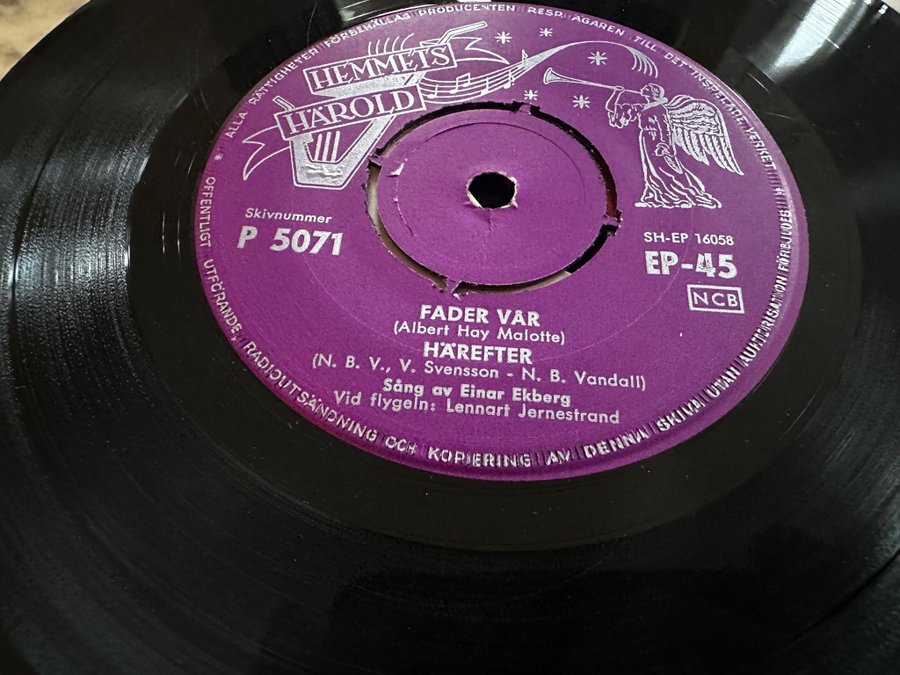 * ALLA RÄTTIGHETER FÖRBEHÅLLAS PRODUCENTEN RESP. ÄGAREN TILL DET INSPELADE VERKET
OFFENTLIGT UTFÖRANDE, RADIOUTSÄNDNING OCH KOPIERING AV DENNA SKIVA UTAN AUKTORISATION FÖRBJUDES
HEMMETS
HÄROLD
Skivnummer
P 5071
SH-EP 16058
EP-45
NCB
FADER VAR
(Albert Hay Malotte)
HÄREFTER
(N. B. V., V. Svensson - N. B. Vandall)
Sång av Einar Ekberg
Vid flygeln: Lennart Jernestrand